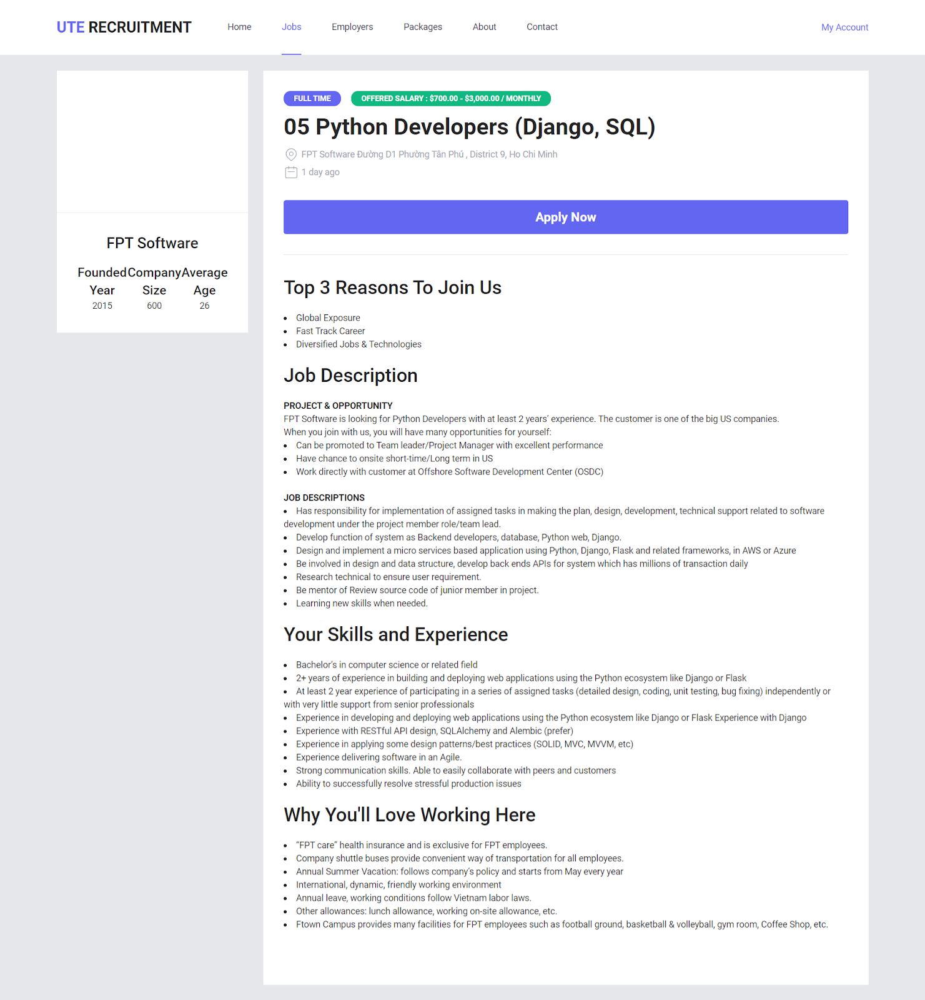 UTE RECRUITMENT
Home
Jobs
Employers
Packages
About
Contact
My Account
FPT Software
Founded Year
Company Size
Average Age
2015
600
26
FULL TIME
OFFERED SALARY : $700.00 - $3,000.00 / MONTHLY
05 Python Developers (Django, SQL)
FPT Software Đường D1 Phường Tân Phú , District 9, Ho Chi Minh
1 day ago
Apply Now
Top 3 Reasons To Join Us
• Global Exposure
• Fast Track Career
• Diversified Jobs & Technologies
Job Description
PROJECT & OPPORTUNITY
FPT Software is looking for Python Developers with at least 2 years’ experience. The customer is one of the big US companies.
When you join with us, you will have many opportunities for yourself:
• Can be promoted to Team leader/Project Manager with excellent performance
• Have chance to onsite short-time/Long term in US
• Work directly with customer at Offshore Software Development Center (OSDC)
JOB DESCRIPTIONS
• Has responsibility for implementation of assigned tasks in making the plan, design, development, technical support related to software
development under the project member role/team lead.
• Develop function of system as Backend developers, database, Python web, Django.
• Design and implement a micro services based application using Python, Django, Flask and related frameworks, in AWS or Azure
• Be involved in design and data structure, develop back ends APIs for system which has millions of transaction daily
• Research technical to ensure user requirement.
• Be mentor of Review source code of junior member in project.
• Learning new skills when needed.
Your Skills and Experience
• Bachelor’s in computer science or related field
• 2+ years of experience in building and deploying web applications using the Python ecosystem like Django or Flask
• At least 2 year experience of participating in a series of assigned tasks (detailed design, coding, unit testing, bug fixing) independently or
with very little support from senior professionals
• Experience in developing and deploying web applications using the Python ecosystem like Django or Flask Experience with Django
• Experience with RESTful API design, SQLAlchemy and Alembic (prefer)
• Experience in applying some design patterns/best practices (SOLID, MVC, MVVM, etc)
• Experience delivering software in an Agile.
• Strong communication skills. Able to easily collaborate with peers and customers
• Ability to successfully resolve stressful production issues
Why You'll Love Working Here
• “FPT care” health insurance and is exclusive for FPT employees.
• Company shuttle buses provide convenient way of transportation for all employees.
• Annual Summer Vacation: follows company’s policy and starts from May every year
• International, dynamic, friendly working environment
• Annual leave, working conditions follow Vietnam labor laws.
• Other allowances: lunch allowance, working on-site allowance, etc.
• Ftown Campus provides many facilities for FPT employees such as football ground, basketball & volleyball, gym room, Coffee Shop, etc.